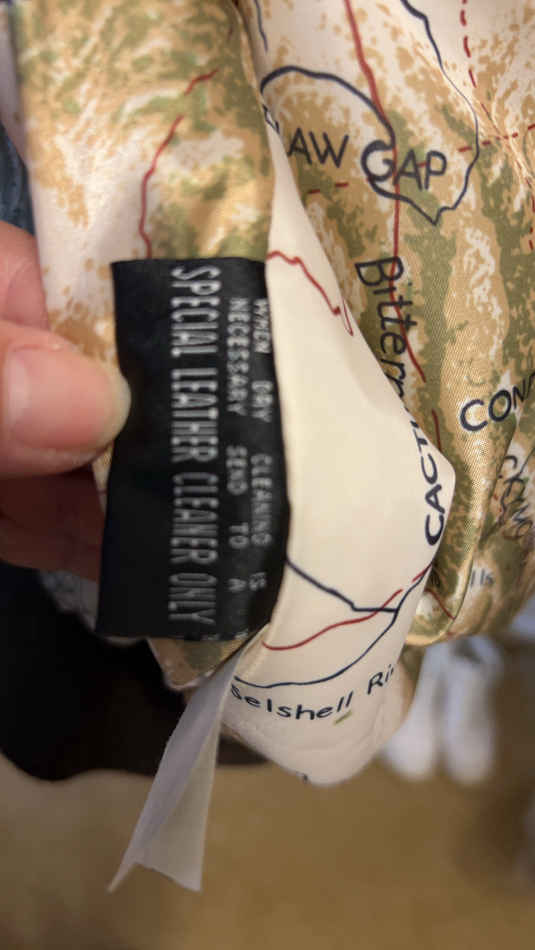 AW GAP
Bitter
CACT
CON
selshell Ri
WHEN DRY CLEANING IS
NECESSARY SEND TO A
SPECIAL LEATHER CLEANER ONLY